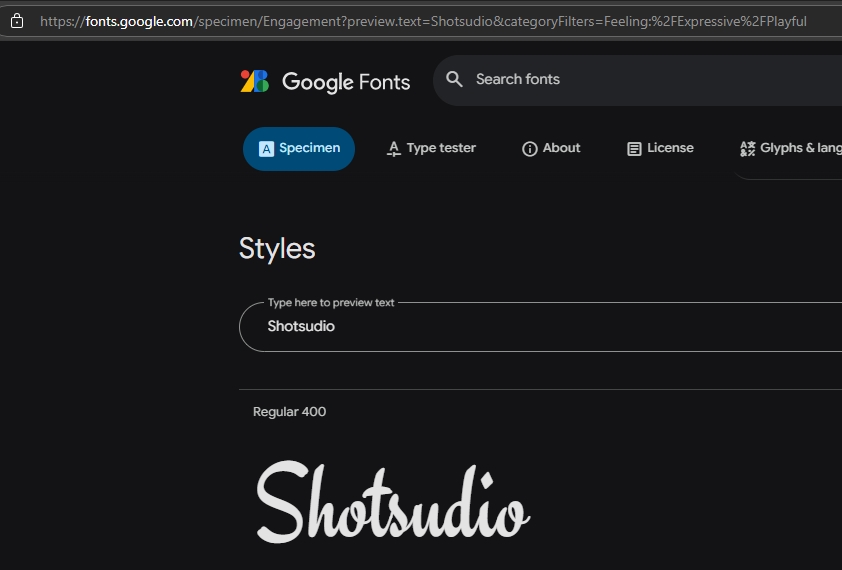 https://fonts.google.com/specimen/Engagement?preview.text=Shotsudio&categoryFilters=Feeling:%2FExpressive%2FPlayful
Google Fonts
Search fonts
Specimen
Type tester
About
License
Glyphs & lang
Styles
Type here to preview text
Shotsudio
Regular 400
Shotsudio